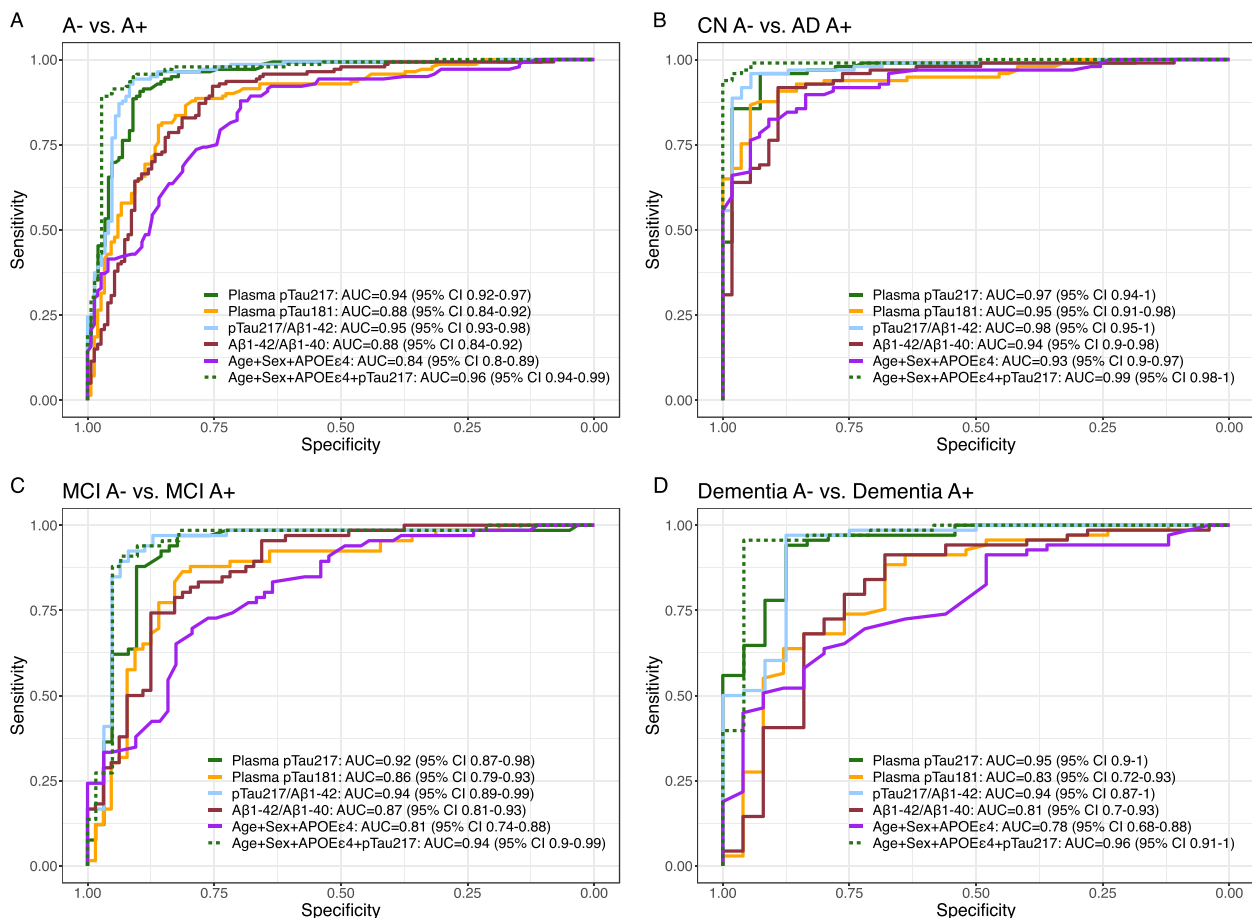 A
A- vs. A+
Sensitivity
1.00
0.75
0.50
0.25
0.00
Plasma pTau217: AUC=0.94 (95% CI 0.92-0.97)
Plasma pTau181: AUC=0.88 (95% CI 0.84-0.92)
pTau217/Aβ1-42: AUC=0.95 (95% CI 0.93-0.98)
Aβ1-42/Aβ1-40: AUC=0.88 (95% CI 0.84-0.92)
Age+Sex+APOEε4: AUC=0.84 (95% CI 0.8-0.89)
Age+Sex+APOEε4+pTau217: AUC=0.96 (95% CI 0.94-0.99)
1.00 0.75 0.50 0.25 0.00
Specificity
B
CN A- vs. AD A+
Sensitivity
1.00
0.75
0.50
0.25
0.00
Plasma pTau217: AUC=0.97 (95% CI 0.94-1)
Plasma pTau181: AUC=0.95 (95% CI 0.91-0.98)
pTau217/Aβ1-42: AUC=0.98 (95% CI 0.95-1)
Aβ1-42/Aβ1-40: AUC=0.94 (95% CI 0.9-0.98)
Age+Sex+APOEε4: AUC=0.93 (95% CI 0.9-0.97)
Age+Sex+APOEε4+pTau217: AUC=0.99 (95% CI 0.98-1)
1.00 0.75 0.50 0.25 0.00
Specificity
C
MCI A- vs. MCI A+
Sensitivity
1.00
0.75
0.50
0.25
0.00
Plasma pTau217: AUC=0.92 (95% CI 0.87-0.98)
Plasma pTau181: AUC=0.86 (95% CI 0.79-0.93)
pTau217/Aβ1-42: AUC=0.94 (95% CI 0.89-0.99)
Aβ1-42/Aβ1-40: AUC=0.87 (95% CI 0.81-0.93)
Age+Sex+APOEε4: AUC=0.81 (95% CI 0.74-0.88)
Age+Sex+APOEε4+pTau217: AUC=0.94 (95% CI 0.9-0.99)
1.00 0.75 0.50 0.25 0.00
Specificity
D
Dementia A- vs. Dementia A+
Sensitivity
1.00
0.75
0.50
0.25
0.00
Plasma pTau217: AUC=0.95 (95% CI 0.9-1)
Plasma pTau181: AUC=0.83 (95% CI 0.72-0.93)
pTau217/Aβ1-42: AUC=0.94 (95% CI 0.87-1)
Aβ1-42/Aβ1-40: AUC=0.81 (95% CI 0.7-0.93)
Age+Sex+APOEε4: AUC=0.78 (95% CI 0.68-0.88)
Age+Sex+APOEε4+pTau217: AUC=0.96 (95% CI 0.91-1)
1.00 0.75 0.50 0.25 0.00
Specificity